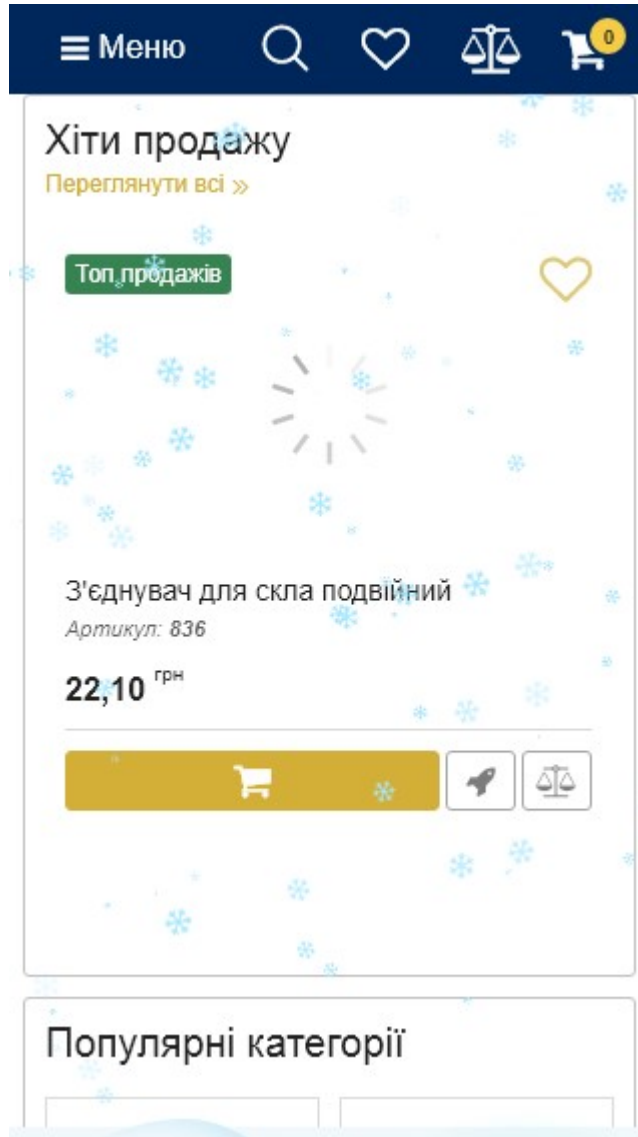 Меню
0
Хіти продажу
Переглянути всі »
Топ продажів
З'єднувач для скла подвійний
Артикул: 836
22,10 грн
Популярні категорії